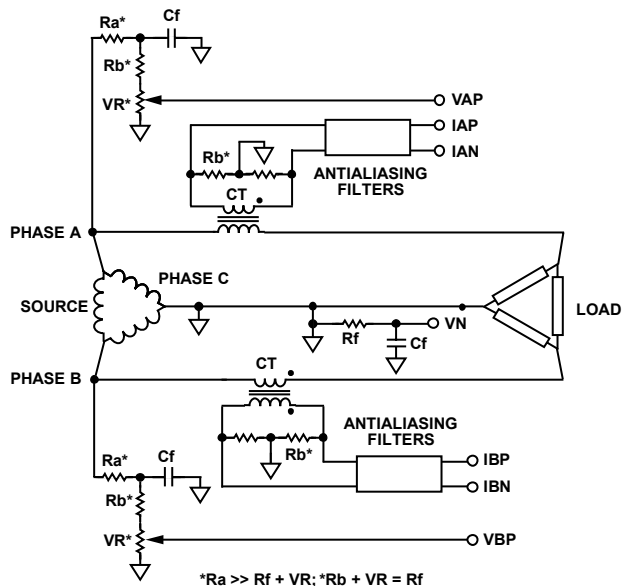 Ra*
Cf
Rb*
VR*
VAP
IAP
IAN
Rb*
ANTIALIASING
FILTERS
CT
PHASE A
PHASE C
SOURCE
LOAD
VN
Rf
Cf
PHASE B
CT
ANTIALIASING
FILTERS
Rb*
IBP
IBN
Ra*
Cf
Rb*
VR*
VBP
*Ra >> Rf + VR; *Rb + VR = Rf